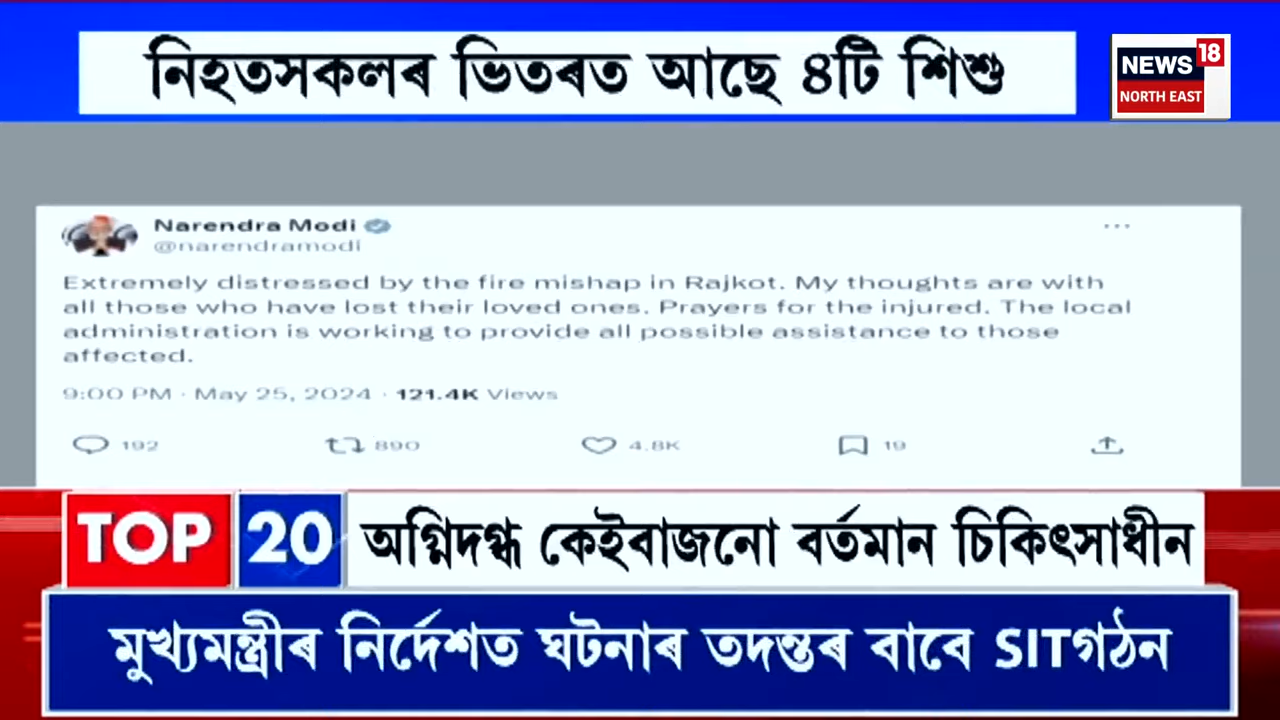 নিহতসকলৰ ভিতৰত আছে ৪টি শিশু
NEWS 18
NORTH EAST
Narendra Modi
@narendramodi
Extremely distressed by the fire mishap in Rajkot. My thoughts are with
all those who have lost their loved ones. Prayers for the injured. The local
administration is working to provide all possible assistance to those
affected.
9:00 PM · May 25, 2024 · 121.4K Views
192 890 4.8K 19
TOP 20 অগ্নিদগ্ধ কেইবাজনো বৰ্তমান চিকিৎসাধীন
মুখ্যমন্ত্ৰীৰ নিৰ্দেশত ঘটনাৰ তদন্তৰ বাবে SITগঠন